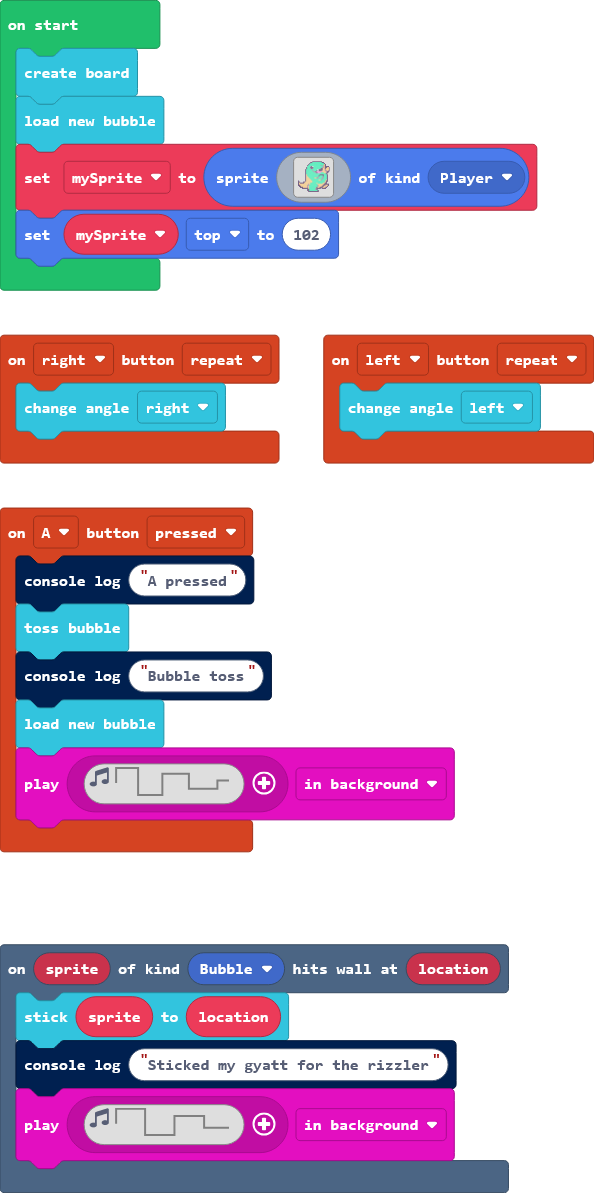 on start
create board
load new bubble
set mySprite to sprite of kind Player
set mySprite top to 102
on right button repeat
change angle right
on left button repeat
change angle left
on A button pressed
console log "A pressed"
toss bubble
console log "Bubble toss"
load new bubble
play in background
on sprite of kind Bubble hits wall at location
stick sprite to location
console log "Sticked my gyatt for the rizzler"
play in background